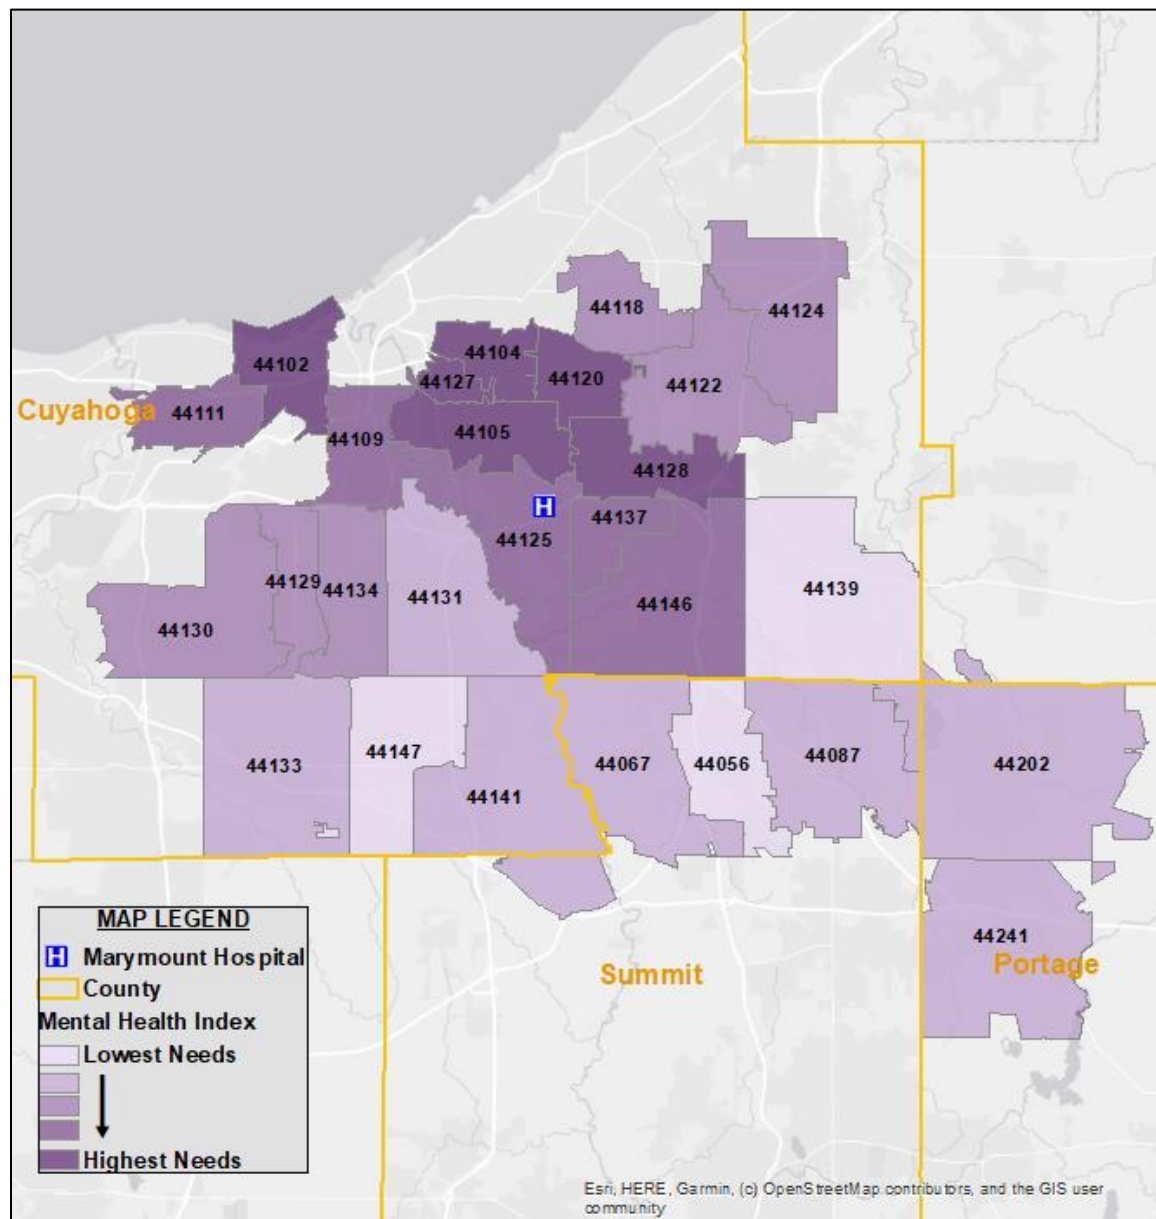 44118
44124
44102
44104
44127
44120
44122
Cuyahoga
44111
44109
44105
44128
H
44137
44125
44129
44134
44131
44146
44139
44130
44133
44147
44141
44067
44056
44087
44202
44241
Summit
Portage
MAP LEGEND
H Marymount Hospital
County
Mental Health Index
Lowest Needs
Highest Needs
Esri, HERE, Garmin, (c) OpenStreetMap contributors, and the GIS user
community